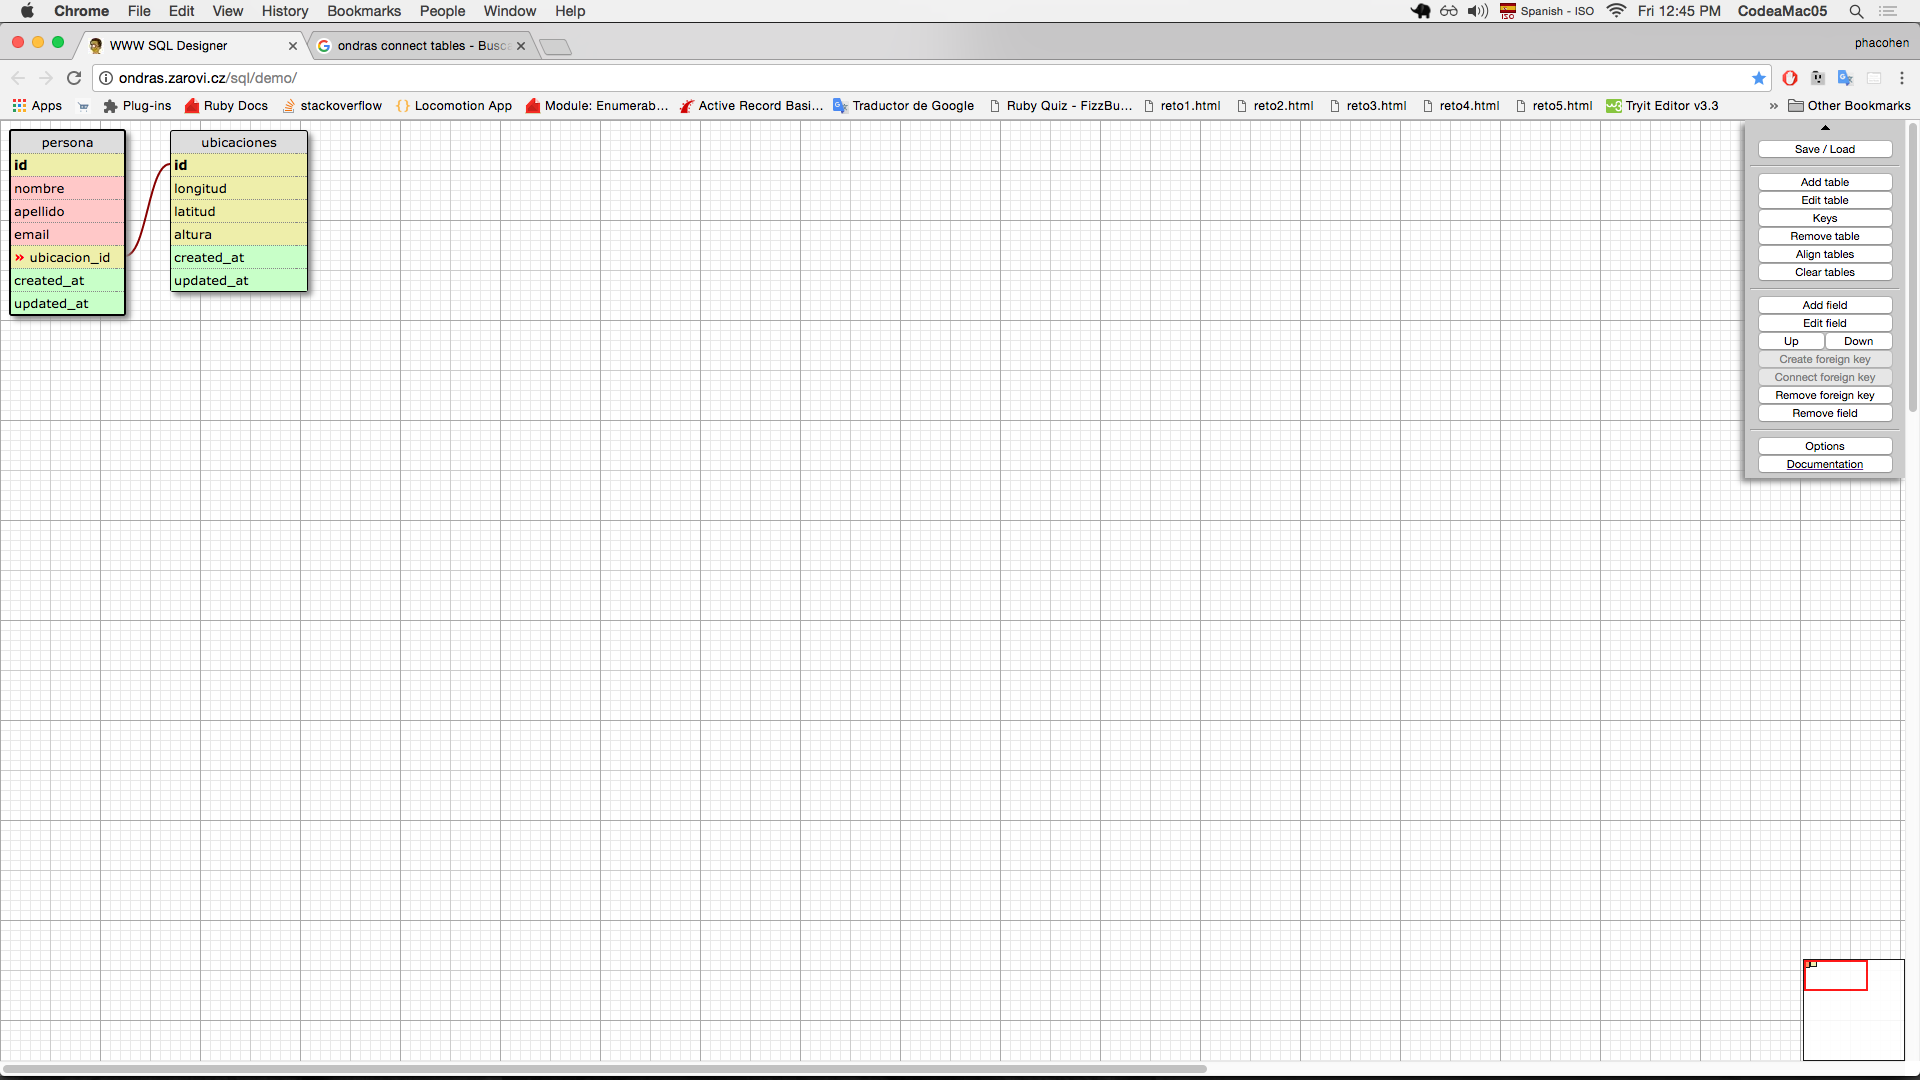 Chrome File Edit View History Bookmarks People Window Help ISO Spanish - ISO Fri 12:45 PM CodeaMac05
WWW SQL Designer ondras connect tables - Busca phacohen
ondras.zarovi.cz/sql/demo/
Apps Plug-ins Ruby Docs stackoverflow Locomotion App Module: Enumerab... Active Record Basi... Traductor de Google Ruby Quiz - FizzBu... reto1.html reto2.html reto3.html reto4.html reto5.html Tryit Editor v3.3 » Other Bookmarks
persona
id
nombre
apellido
email
» ubicacion_id
created_at
updated_at
ubicaciones
id
longitud
latitud
altura
created_at
updated_at
Save / Load
Add table
Edit table
Keys
Remove table
Align tables
Clear tables
Add field
Edit field
Up Down
Create foreign key
Connect foreign key
Remove foreign key
Remove field
Options
Documentation